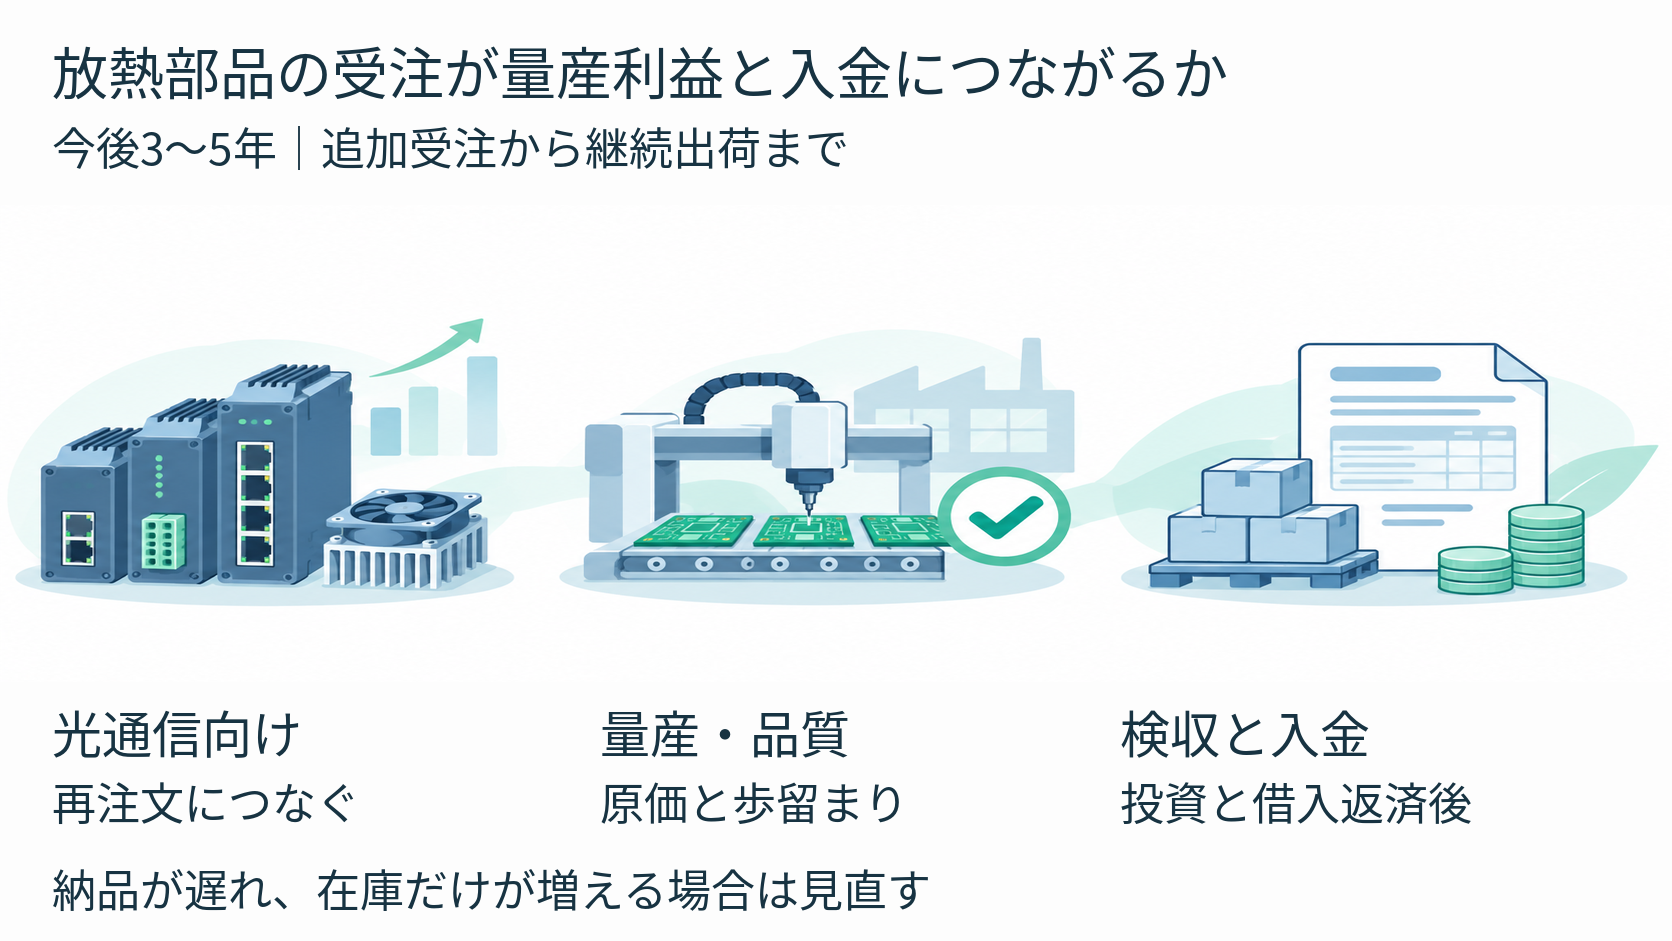 放熱部品の受注が量産利益と入金につながるか
今後3〜5年｜追加受注から継続出荷まで
光通信向け
再注文につなぐ
量産・品質
原価と歩留まり
検収と入金
投資と借入返済後
納品が遅れ、在庫だけが増える場合は見直す